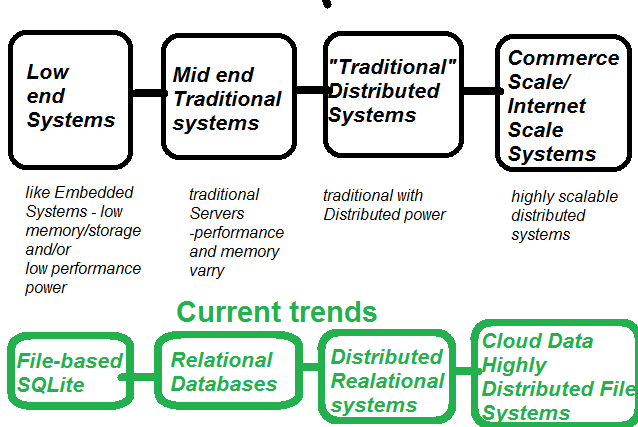 Low
end
Systems
Mid end
Traditional
systems
"Traditional"
Distributed
Systems
Commerce
Scale/
Internet
Scale
Systems
like Embedded
Systems - low
memory/storage
and/or
low performance
power
traditional
Servers
-performance
and memory
varry
traditional with
Distributed power
highly scalable
distributed
systems
Current trends
File-based
SQLite
Relational
Databases
Distributed
Realational
systems
Cloud Data
Highly
Distributed File
Systems